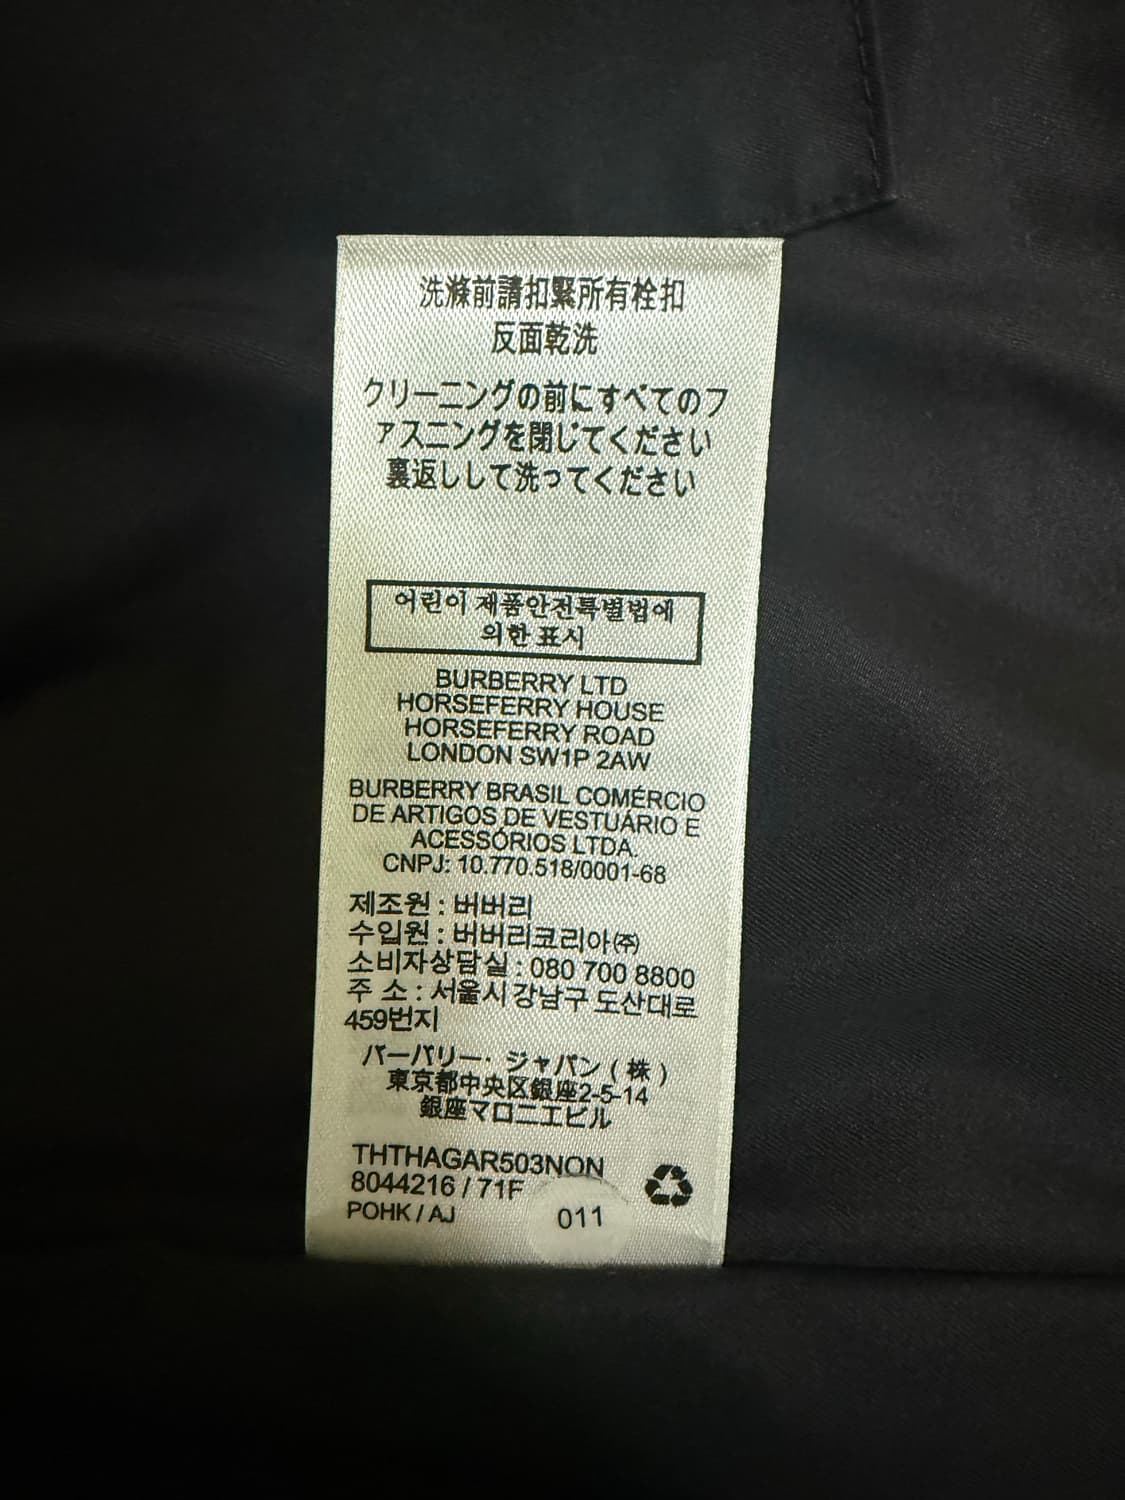 洗滌前請扣緊所有栓扣
反面乾洗
クリーニングの前にすべてのフ
ァスニングを閉じてください
裏返しして洗ってください
어린이 제품안전특별법에
의한 표시
BURBERRY LTD
HORSEFERRY HOUSE
HORSEFERRY ROAD
LONDON SW1P 2AW
BURBERRY BRASIL COMÉRCIO
DE ARTIGOS DE VESTUÁRIO E
ACESSÓRIOS LTDA.
CNPJ: 10.770.518/0001-68
제조원 : 버버리
수입원 : 버버리코리아㈜
소비자상담실 : 080 700 8800
주 소 : 서울시 강남구 도산대로
459번지
バーバリー・ジャパン ( 株 )
東京都中央区銀座2-5-14
銀座マロニエビル
THTHAGAR503NON
8044216 / 71F
POHK / AJ
011